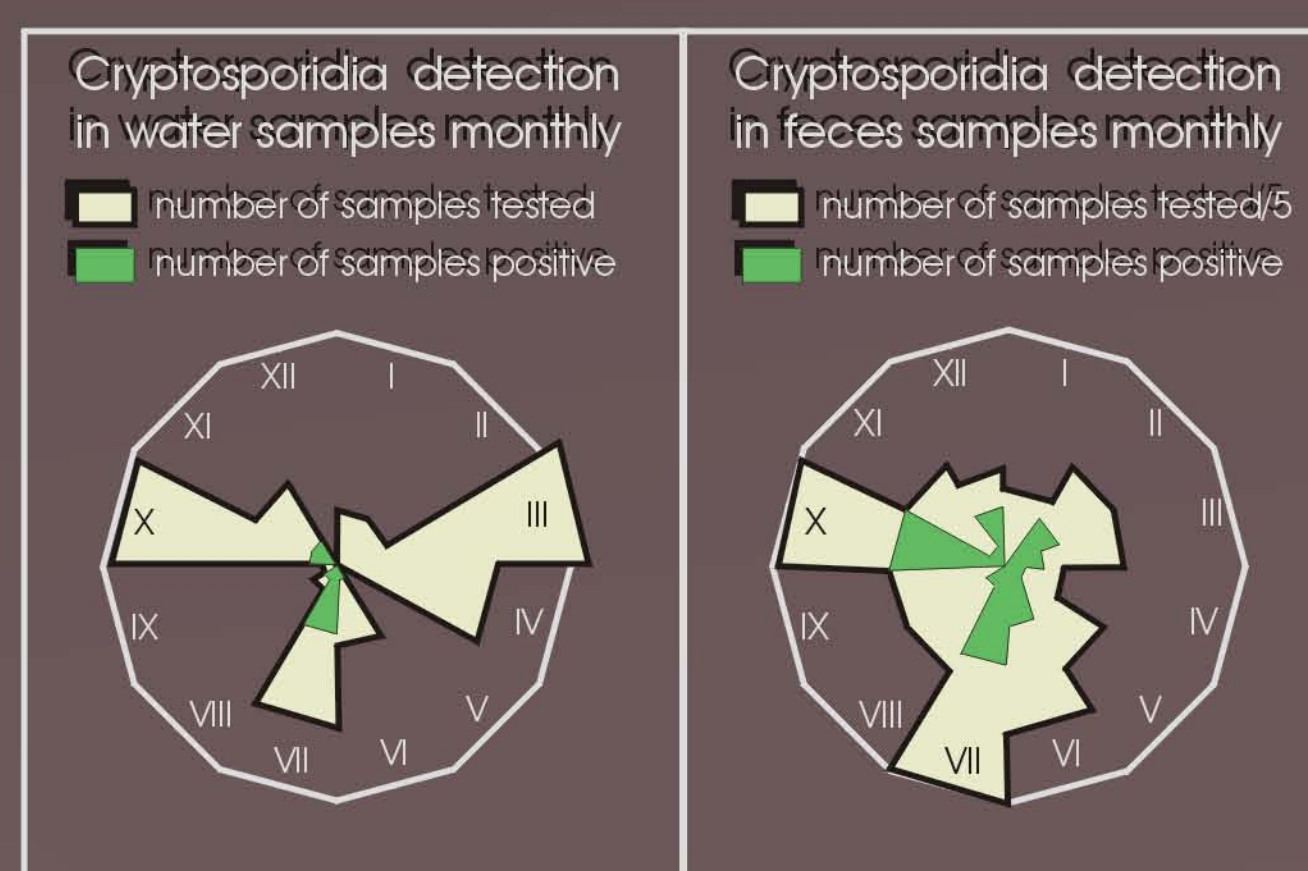 Cryptosporidia detection
in water samples monthly
number of samples tested
number of samples positive
XII
I
XI
II
X
III
IX
IV
VIII
V
VII
VI
Cryptosporidia detection
in feces samples monthly
number of samples tested/5
number of samples positive
XII
I
XI
II
X
III
IX
IV
VIII
V
VII
VI